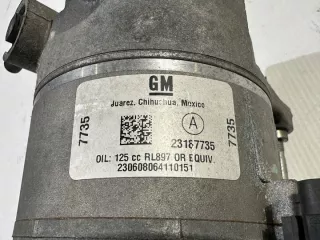 GM
Juarez, Chihuahua, Mexico
7735
A
7735
23187735
OIL: 125 cc RL897 OR EQUIV.
230608064110151